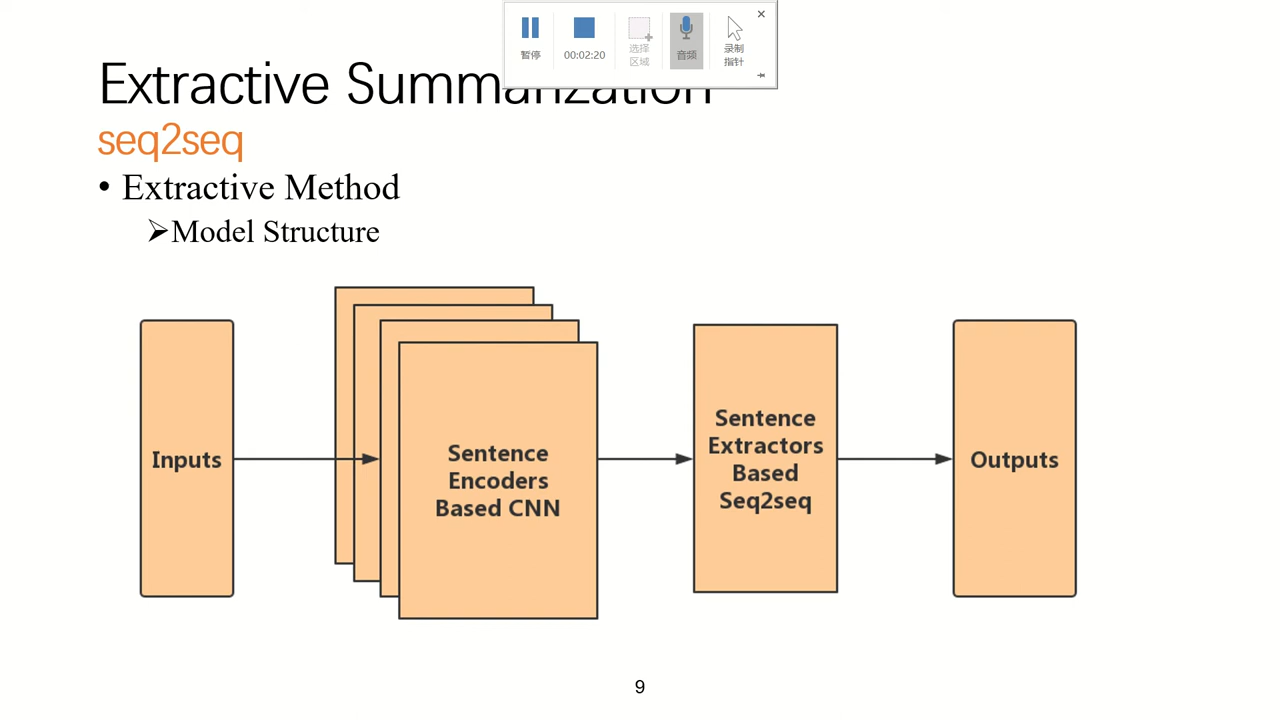 暂停
00:02:20
选择
区域
音频
录制
指针
Extractive Summarization
seq2seq
• Extractive Method
➢Model Structure
Inputs
Sentence
Encoders
Based CNN
Sentence
Extractors
Based
Seq2seq
Outputs
9